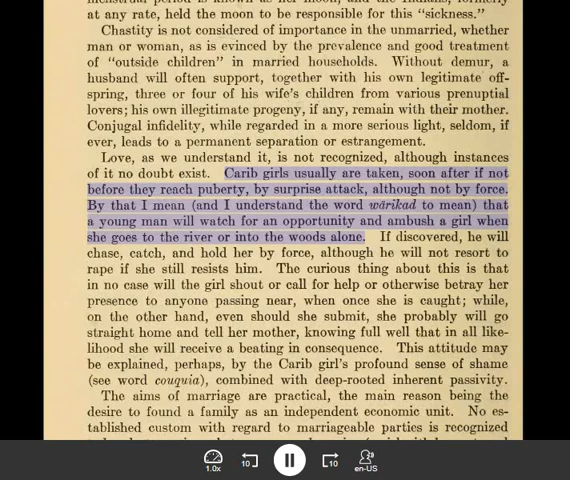 menstrual period is known as her moon, and the Indians, formerly
at any rate, held the moon to be responsible for this “sickness.”
Chastity is not considered of importance in the unmarried, whether
man or woman, as is evinced by the prevalence and good treatment
of “outside children” in married households. Without demur, a
husband will often support, together with his own legitimate off-
spring, three or four of his wife’s children from various prenuptial
lovers; his own illegitimate progeny, if any, remain with their mother.
Conjugal infidelity, while regarded in a more serious light, seldom, if
ever, leads to a permanent separation or estrangement.
Love, as we understand it, is not recognized, although instances
of it no doubt exist. Carib girls usually are taken, soon after if not
before they reach puberty, by surprise attack, although not by force.
By that I mean (and I understand the word wārikad to mean) that
a young man will watch for an opportunity and ambush a girl when
she goes to the river or into the woods alone. If discovered, he will
chase, catch, and hold her by force, although he will not resort to
rape if she still resists him. The curious thing about this is that
in no case will the girl shout or call for help or otherwise betray her
presence to anyone passing near, when once she is caught; while,
on the other hand, even should she submit, she probably will go
straight home and tell her mother, knowing full well that in all like-
lihood she will receive a beating in consequence. This attitude may
be explained, perhaps, by the Carib girl’s profound sense of shame
(see word couquia), combined with deep-rooted inherent passivity.
The aims of marriage are practical, the main reason being the
desire to found a family as an independent economic unit. No es-
tablished custom with regard to marriageable parties is recognized
1.0x
10
10
en-US